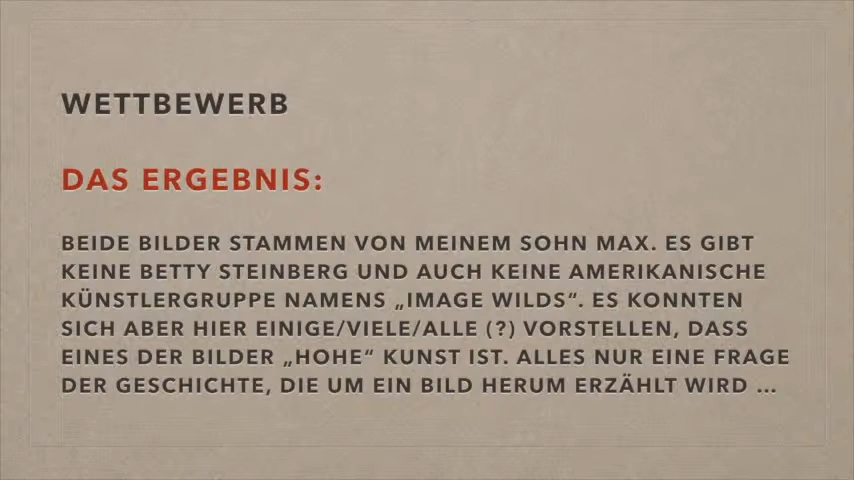 WETTBEWERB
DAS ERGEBNIS:
BEIDE BILDER STAMMEN VON MEINEM SOHN MAX. ES GIBT
KEINE BETTY STEINBERG UND AUCH KEINE AMERIKANISCHE
KÜNSTLERGRUPPE NAMENS „IMAGE WILDS“. ES KONNTEN
SICH ABER HIER EINIGE/VIELE/ALLE (?) VORSTELLEN, DASS
EINES DER BILDER „HOHE“ KUNST IST. ALLES NUR EINE FRAGE
DER GESCHICHTE, DIE UM EIN BILD HERUM ERZÄHLT WIRD ...